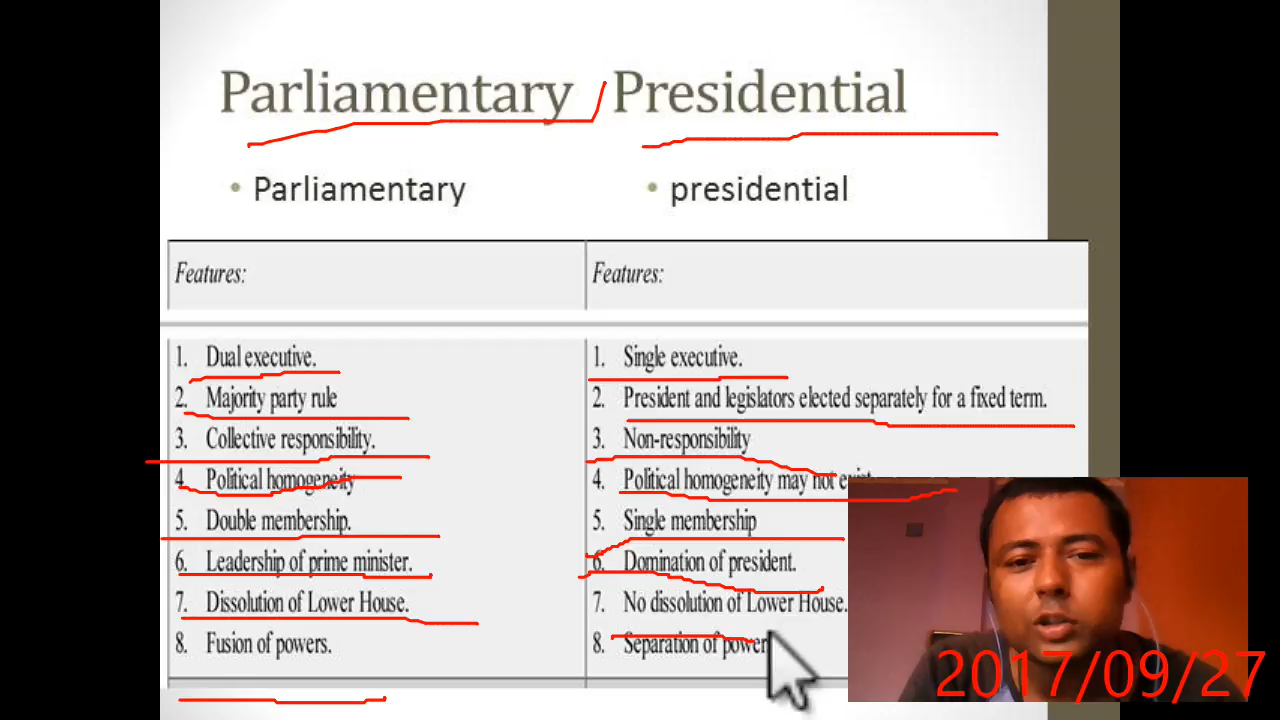 Parliamentary Presidential
• Parliamentary
• presidential
Features:
1. Dual executive.
2. Majority party rule
3. Collective responsibility.
4. Political homogeneity
5. Double membership.
6. Leadership of prime minister.
7. Dissolution of Lower House.
8. Fusion of powers.
Features:
1. Single executive.
2. President and legislators elected separately for a fixed term.
3. Non-responsibility
4. Political homogeneity may not exist
5. Single membership
6. Domination of president.
7. No dissolution of Lower House.
8. Separation of power
2017/09/27